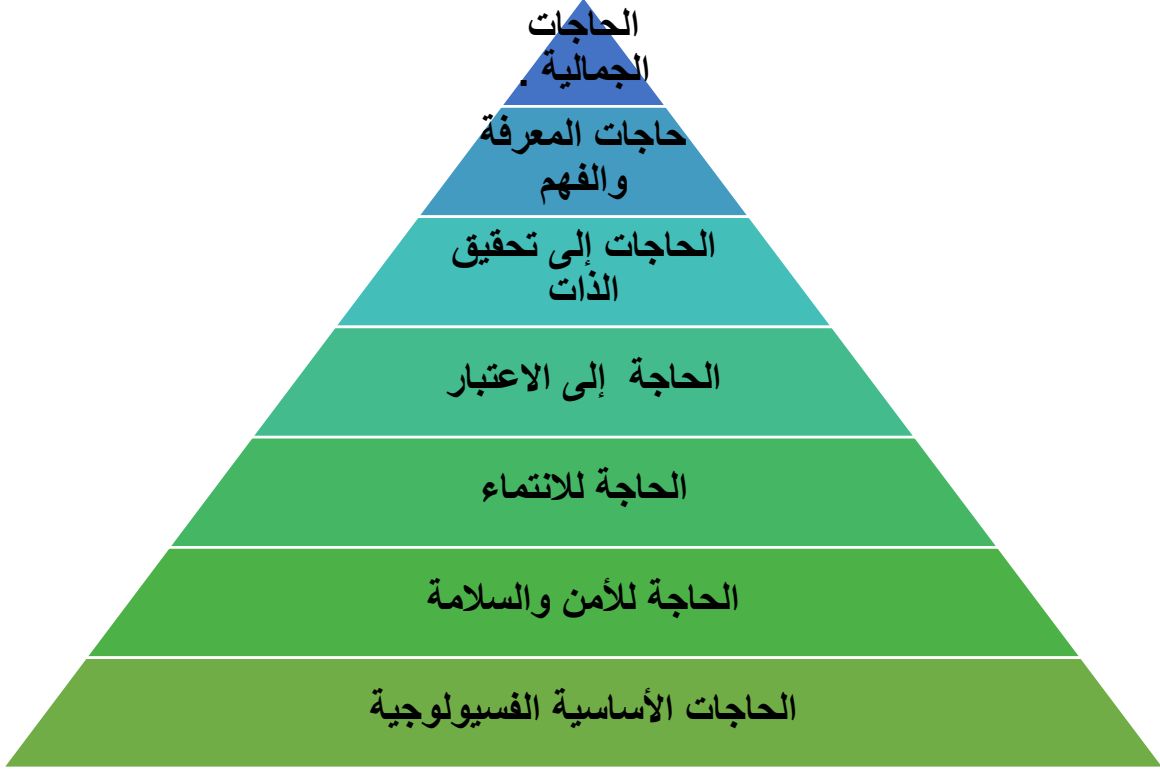 الحاجات
الجمالية .
حاجات المعرفة
والفهم
الحاجات إلى تحقيق
الذات
الحاجة إلى الاعتبار
الحاجة للانتماء
الحاجة للأمن والسلامة
الحاجات الأساسية الفسيولوجية